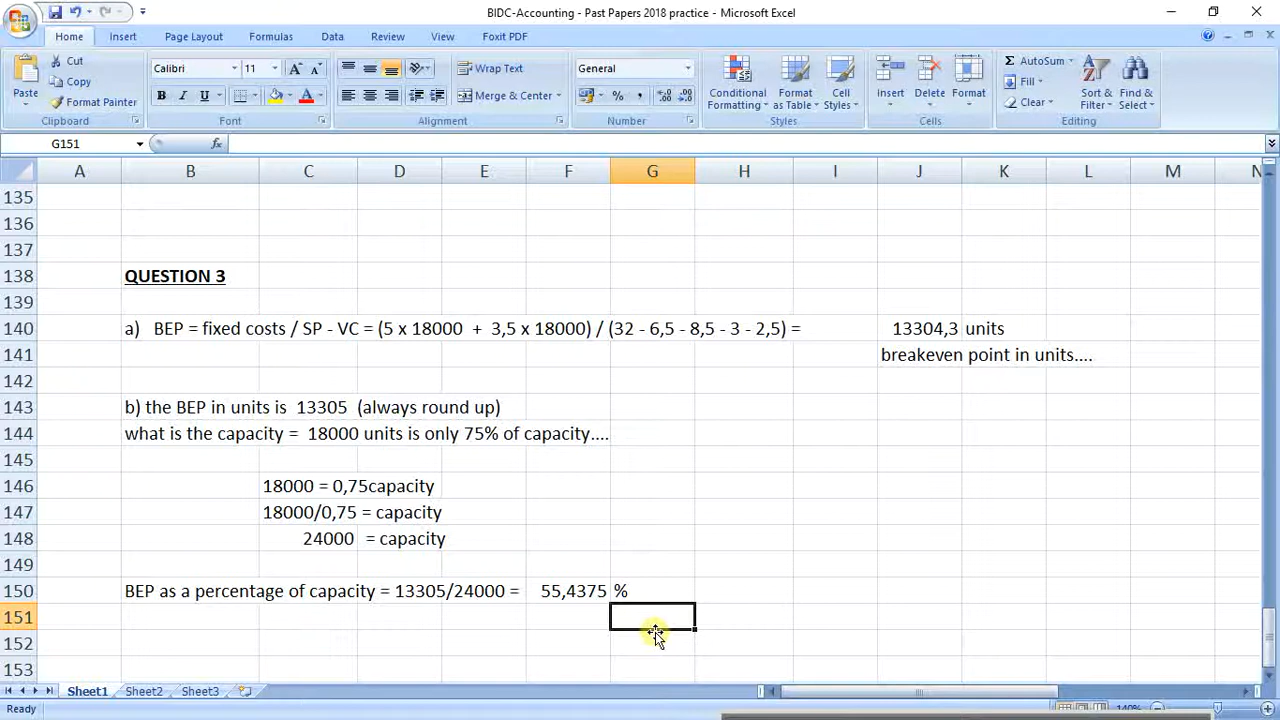 BIDC-Accounting - Past Papers 2018 practice - Microsoft Excel
Home Insert Page Layout Formulas Data Review View Foxit PDF
Paste Cut Copy Format Painter
Calibri 11
B I U A A
Wrap Text
Merge & Center
General
% ,
Conditional Formatting
Format as Table
Cell Styles
Insert Delete Format
Σ AutoSum
Fill
Clear
Sort & Filter
Find & Select
Clipboard Font Alignment Number Styles Cells Editing
G151 fx
A B C D E F G H I J K L M N
135
136
137
138 QUESTION 3
139
140 a) BEP = fixed costs / SP - VC = (5 x 18000 + 3,5 x 18000) / (32 - 6,5 - 8,5 - 3 - 2,5) = 13304,3 units
141 breakeven point in units....
142
143 b) the BEP in units is 13305 (always round up)
144 what is the capacity = 18000 units is only 75% of capacity....
145
146 18000 = 0,75capacity
147 18000/0,75 = capacity
148 24000 = capacity
149
150 BEP as a percentage of capacity = 13305/24000 = 55,4375 %
151
152
153
Sheet1 Sheet2 Sheet3
Ready 140%